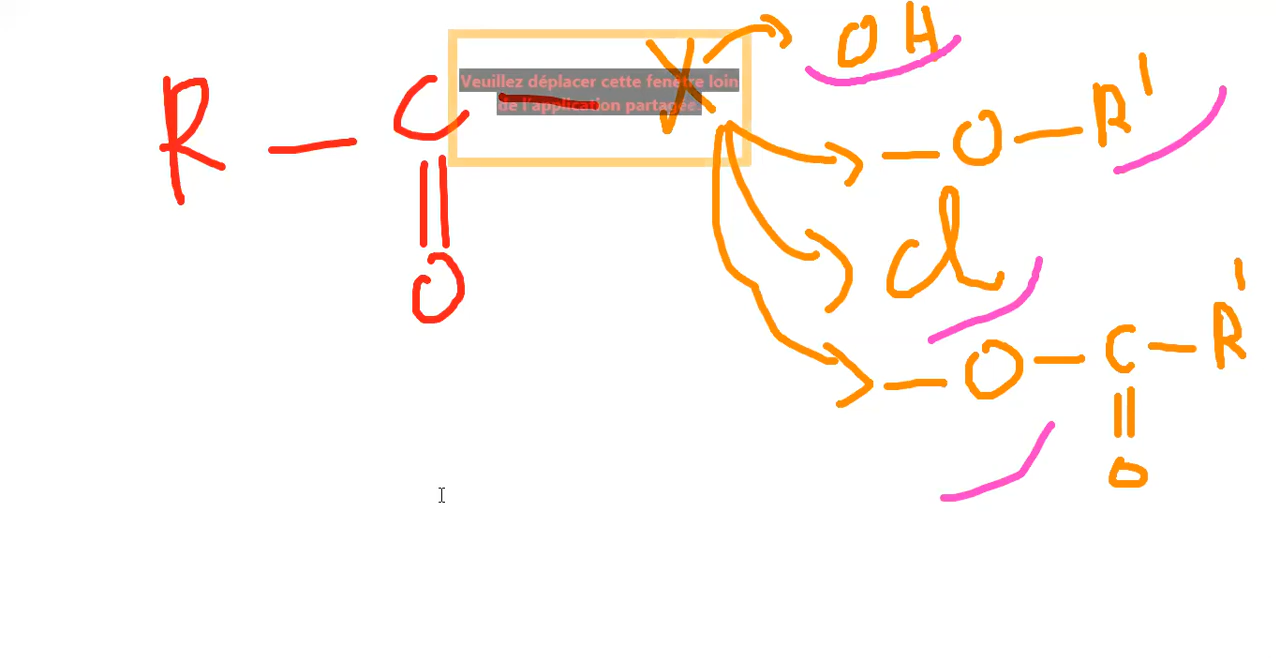 R — C — X → OH
Veuillez déplacer cette fenêtre loin
de l'application partagée.
— O — R'
O
Cl
— O — C — R'
O